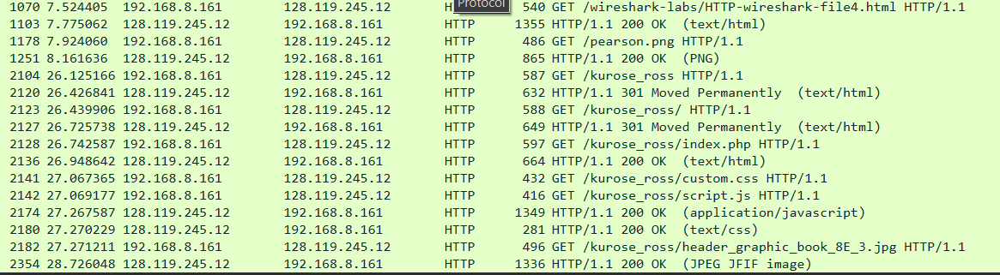 Protocol
1070 7.524405 192.168.8.161 128.119.245.12 HT 540 GET /wireshark-labs/HTTP-wireshark-file4.html HTTP/1.1
1103 7.775062 128.119.245.12 192.168.8.161 HTTP 1355 HTTP/1.1 200 OK (text/html)
1178 7.924060 192.168.8.161 128.119.245.12 HTTP 486 GET /pearson.png HTTP/1.1
1251 8.161636 128.119.245.12 192.168.8.161 HTTP 865 HTTP/1.1 200 OK (PNG)
2104 26.125166 192.168.8.161 128.119.245.12 HTTP 587 GET /kurose_ross HTTP/1.1
2120 26.426841 128.119.245.12 192.168.8.161 HTTP 632 HTTP/1.1 301 Moved Permanently (text/html)
2123 26.439906 192.168.8.161 128.119.245.12 HTTP 588 GET /kurose_ross/ HTTP/1.1
2127 26.725738 128.119.245.12 192.168.8.161 HTTP 649 HTTP/1.1 301 Moved Permanently (text/html)
2128 26.742587 192.168.8.161 128.119.245.12 HTTP 597 GET /kurose_ross/index.php HTTP/1.1
2136 26.948642 128.119.245.12 192.168.8.161 HTTP 664 HTTP/1.1 200 OK (text/html)
2141 27.067365 192.168.8.161 128.119.245.12 HTTP 432 GET /kurose_ross/custom.css HTTP/1.1
2142 27.069177 192.168.8.161 128.119.245.12 HTTP 416 GET /kurose_ross/script.js HTTP/1.1
2174 27.267587 128.119.245.12 192.168.8.161 HTTP 1349 HTTP/1.1 200 OK (application/javascript)
2180 27.270229 128.119.245.12 192.168.8.161 HTTP 281 HTTP/1.1 200 OK (text/css)
2182 27.271211 192.168.8.161 128.119.245.12 HTTP 496 GET /kurose_ross/header_graphic_book_8E_3.jpg HTTP/1.1
2354 28.726048 128.119.245.12 192.168.8.161 HTTP 1336 HTTP/1.1 200 OK (JPEG JFIF image)